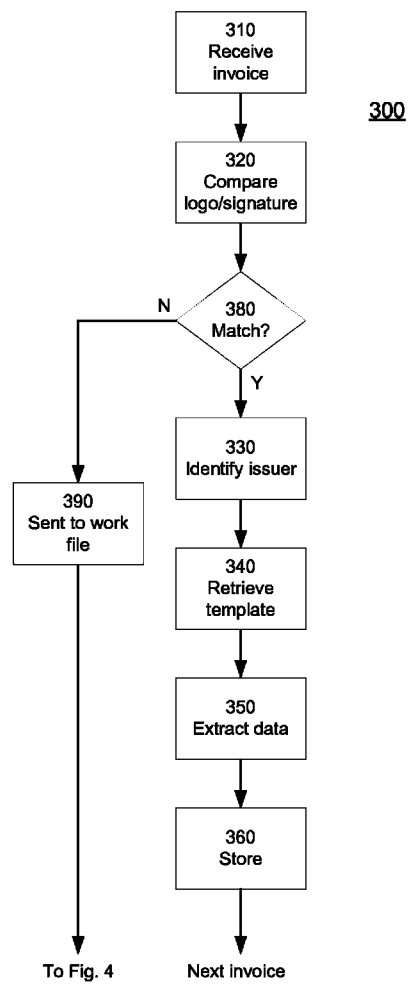 310
Receive
invoice
300
320
Compare
logo/signature
N
380
Match?
Y
330
Identify issuer
390
Sent to work
file
340
Retrieve
template
350
Extract data
360
Store
To Fig. 4
Next invoice